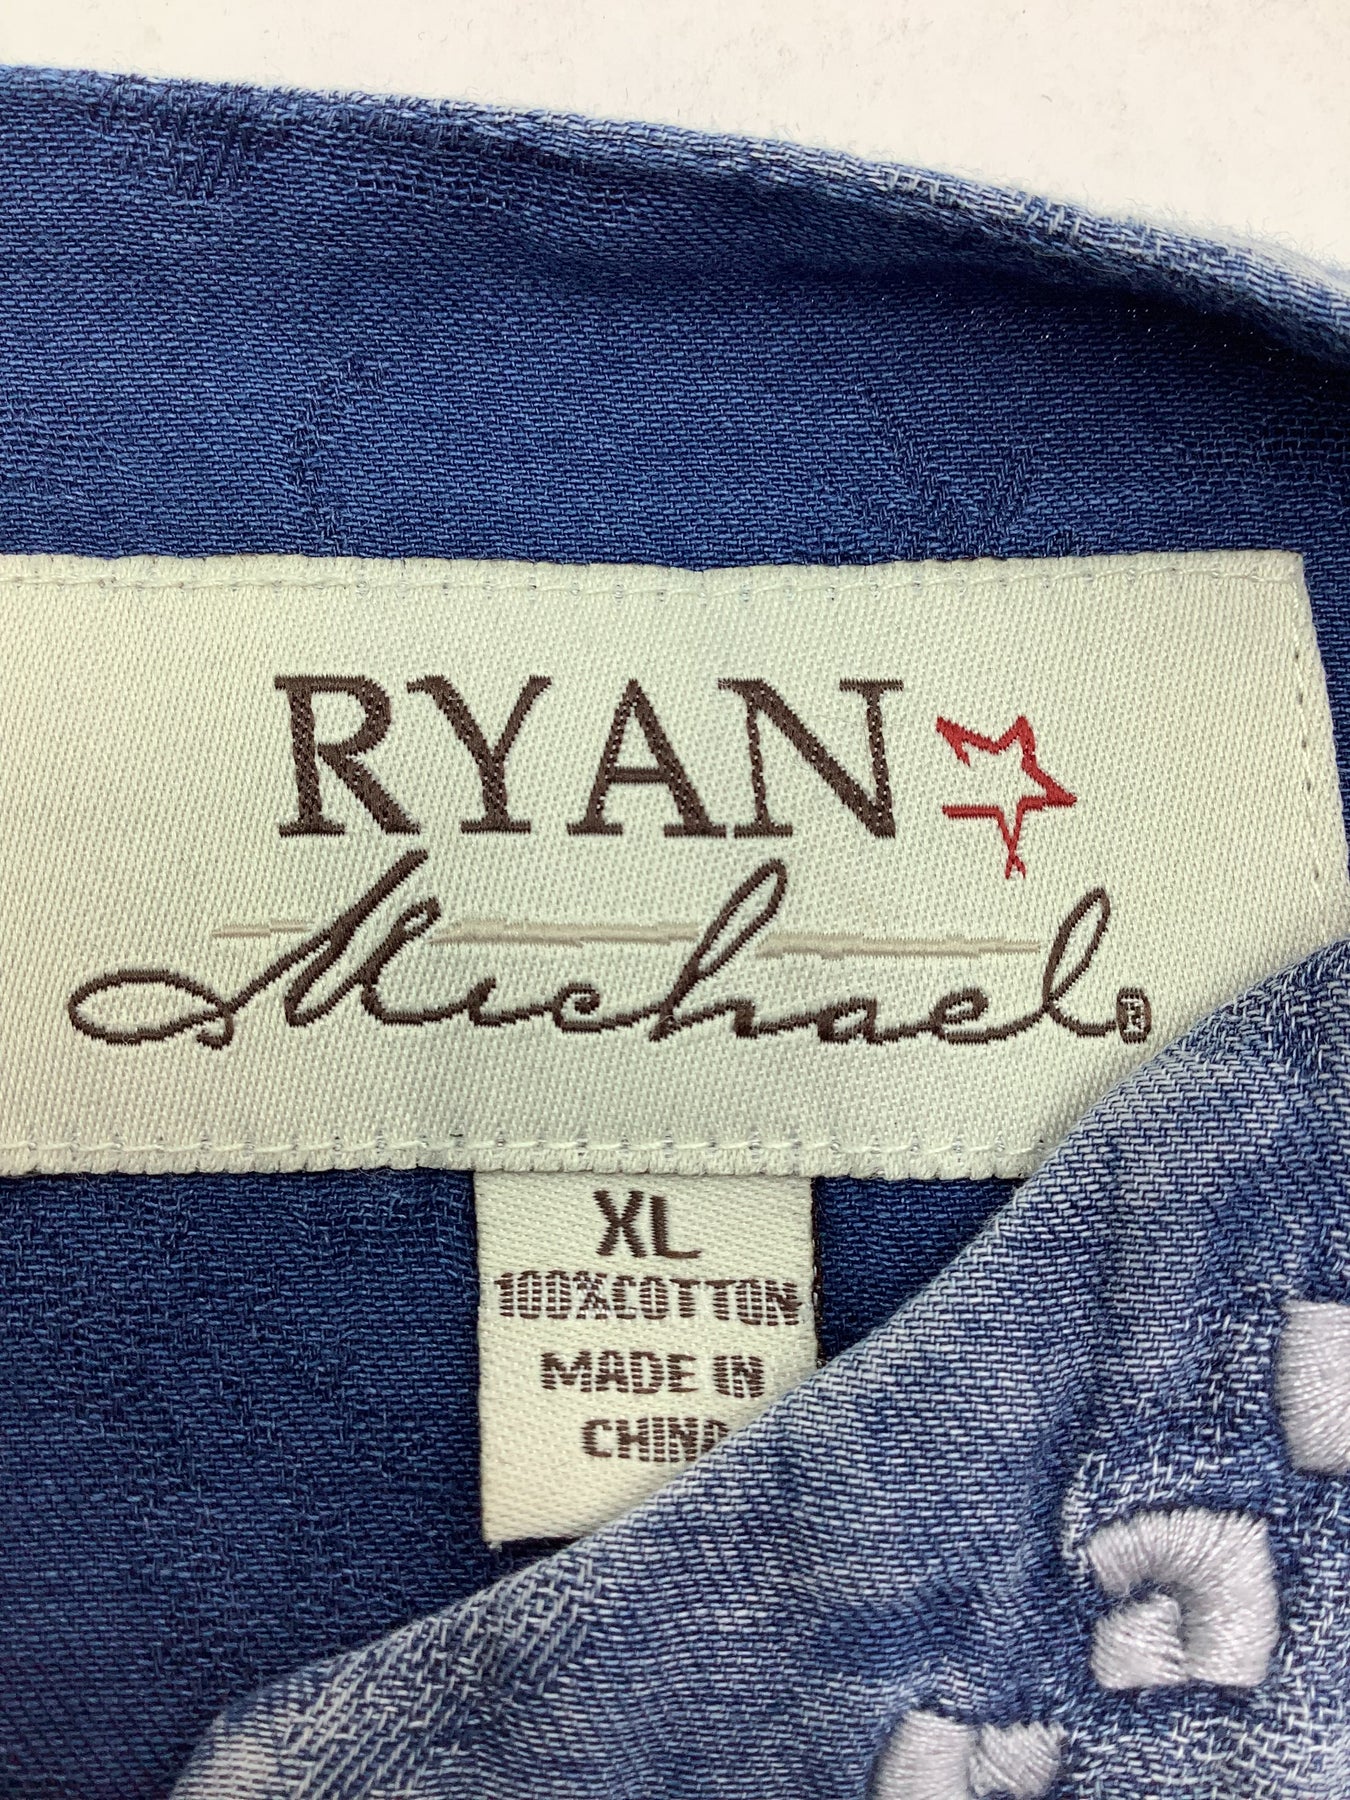 RYAN
Michael®
XL
100%COTTON
MADE IN
CHINA